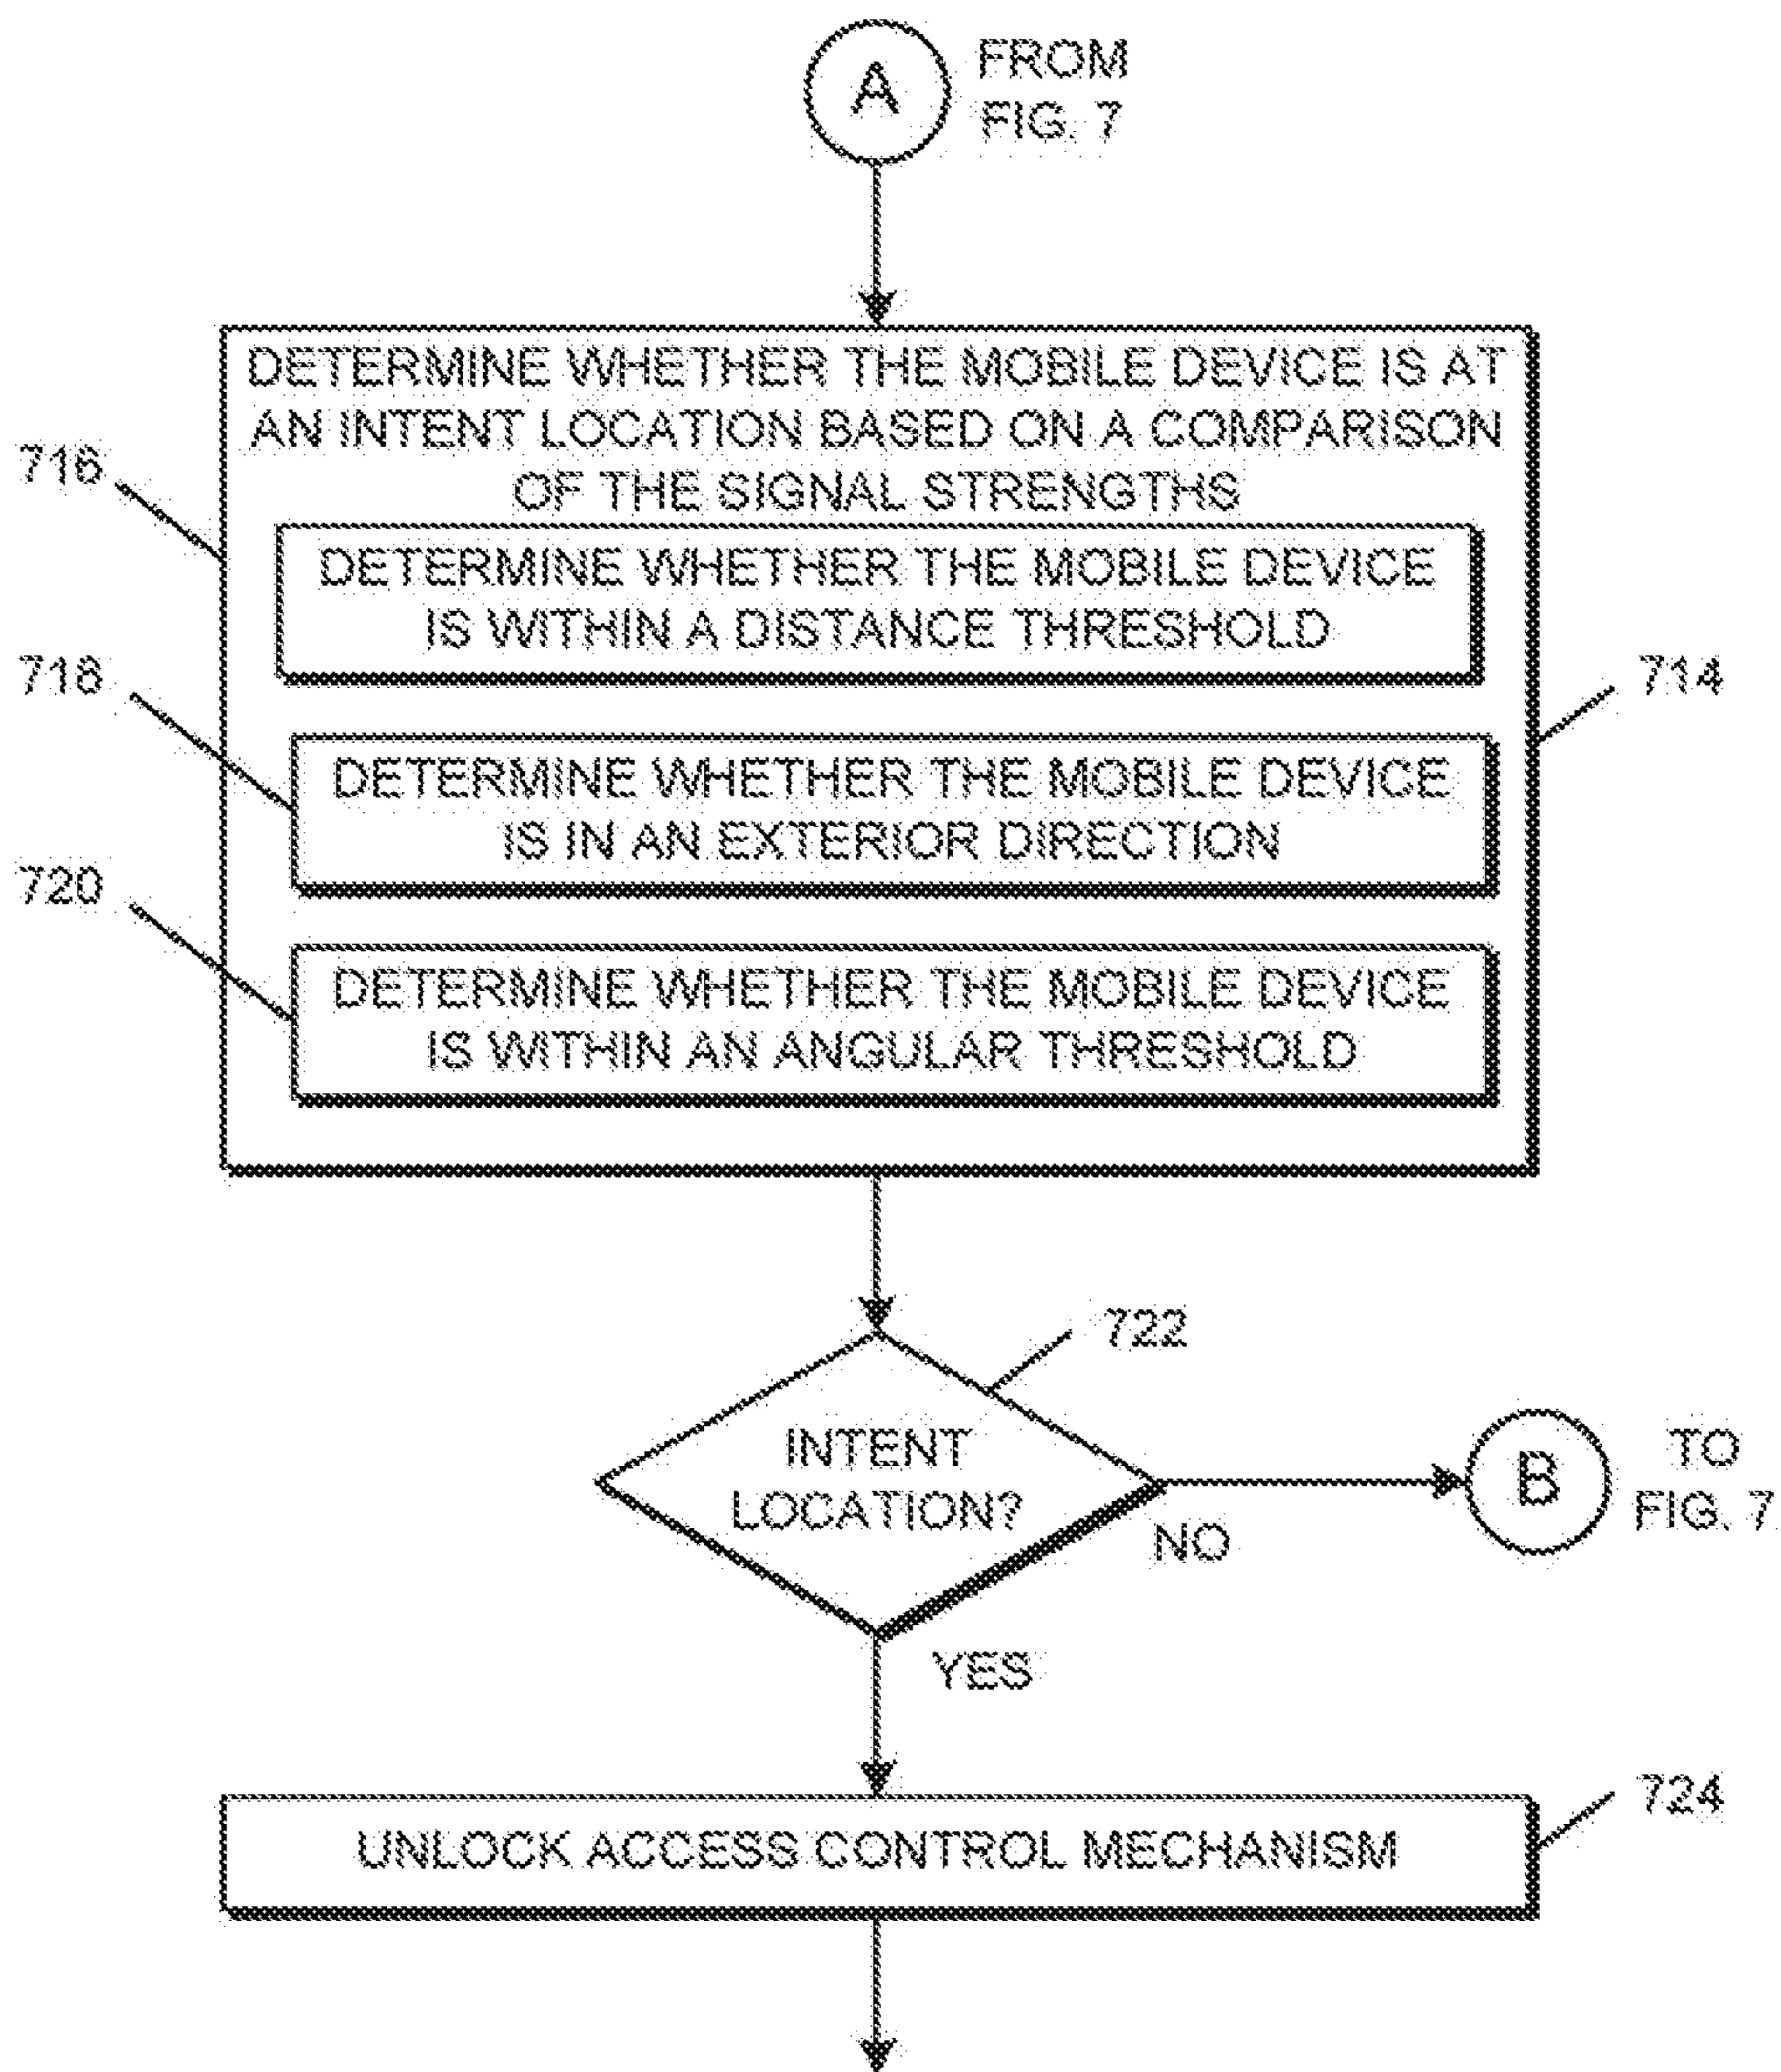 A
FROM
FIG. 7
DETERMINE WHETHER THE MOBILE DEVICE IS AT
AN INTENT LOCATION BASED ON A COMPARISON
OF THE SIGNAL STRENGTHS
716
DETERMINE WHETHER THE MOBILE DEVICE
IS WITHIN A DISTANCE THRESHOLD
718
714
DETERMINE WHETHER THE MOBILE DEVICE
IS IN AN EXTERIOR DIRECTION
720
DETERMINE WHETHER THE MOBILE DEVICE
IS WITHIN AN ANGULAR THRESHOLD
722
INTENT
LOCATION?
NO
B
TO
FIG. 7
YES
724
UNLOCK ACCESS CONTROL MECHANISM